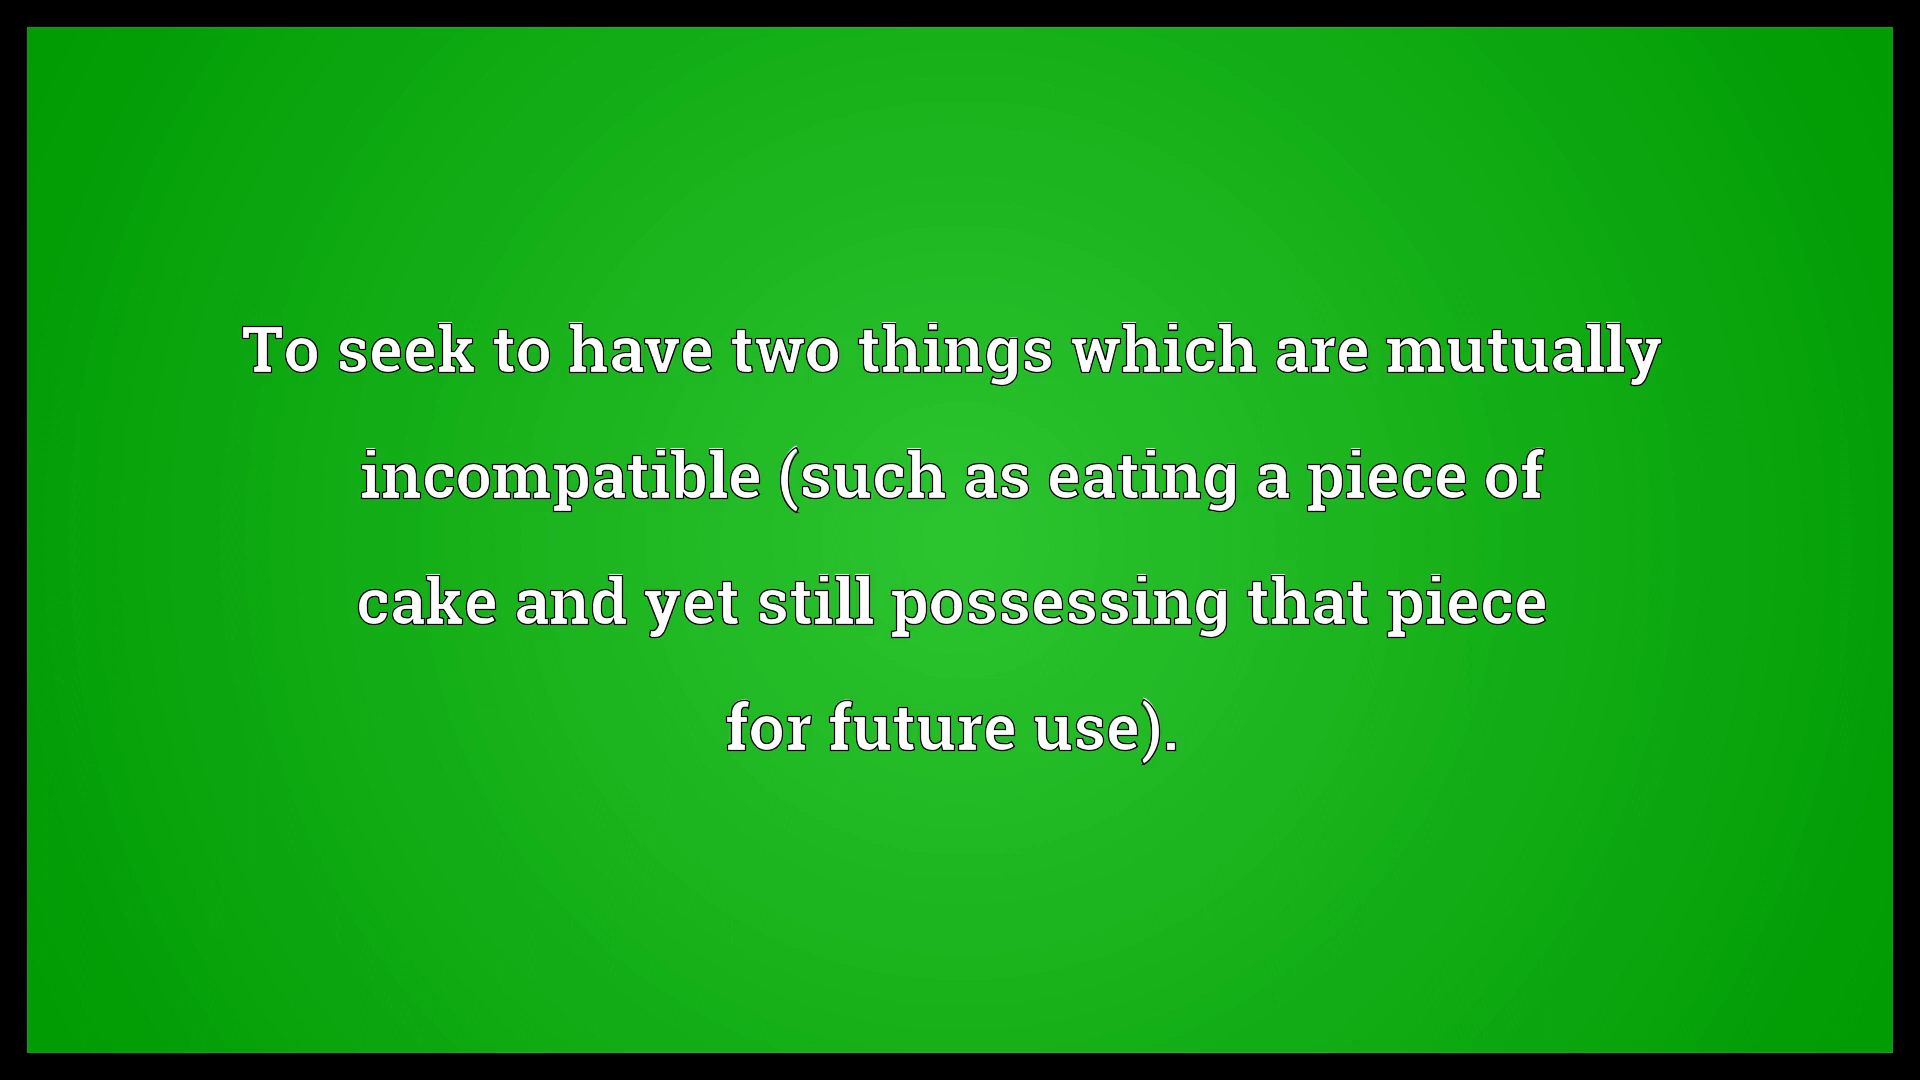 To seek to have two things which are mutually
incompatible (such as eating a piece of
cake and yet still possessing that piece
for future use).